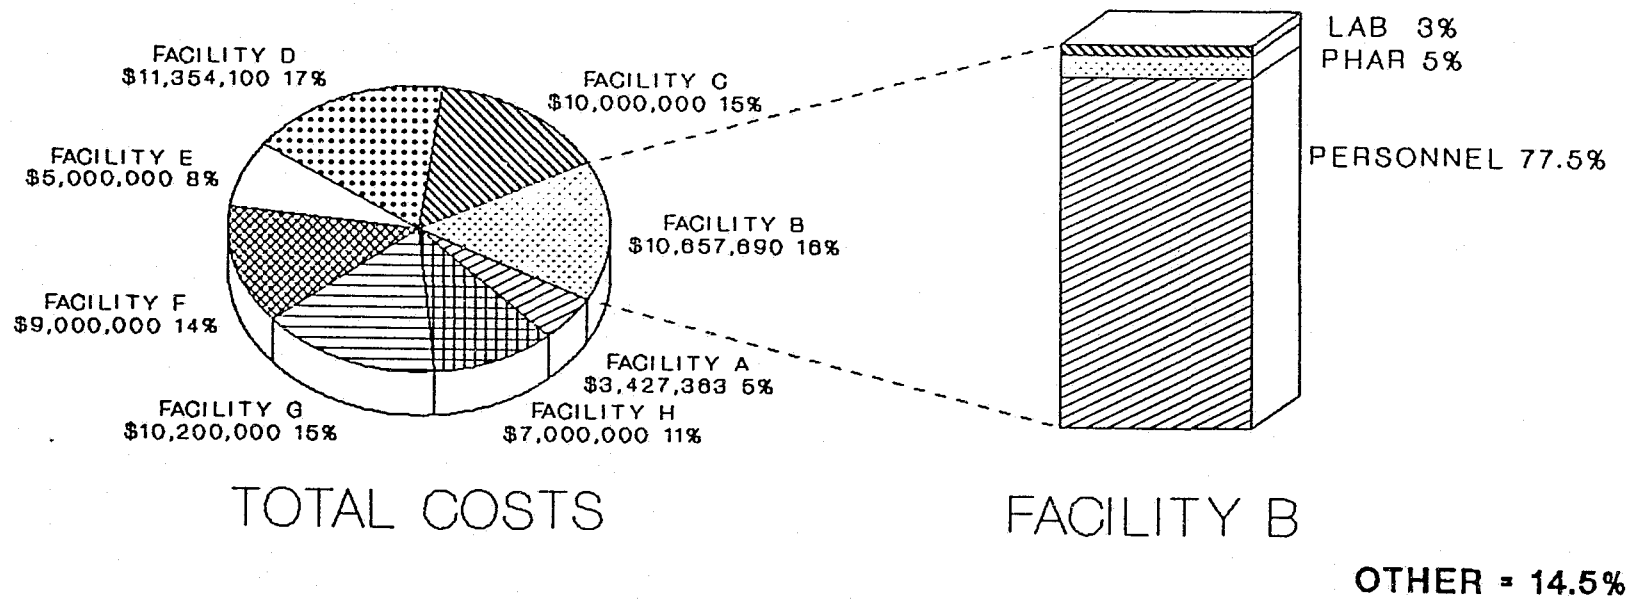 FACILITY D
$11,354,100 17%
FACILITY C
$10,000,000 15%
FACILITY E
$5,000,000 8%
FACILITY B
$10,657,690 16%
FACILITY F
$9,000,000 14%
FACILITY A
$3,427,383 5%
FACILITY G
$10,200,000 15%
FACILITY H
$7,000,000 11%
TOTAL COSTS
LAB 3%
PHAR 5%
PERSONNEL 77.5%
FACILITY B
OTHER = 14.5%